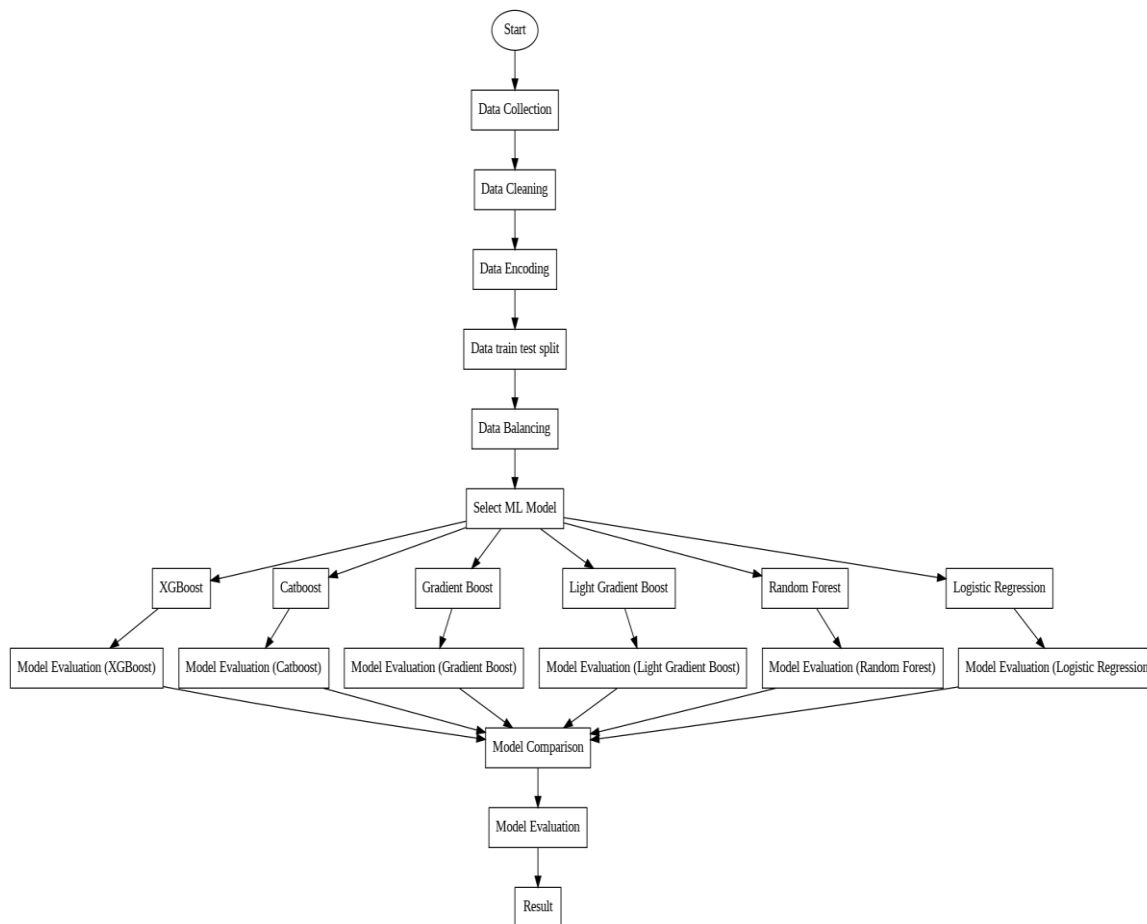 Start
Data Collection
Data Cleaning
Data Encoding
Data train test split
Data Balancing
Select ML Model
XGBoost
Catboost
Gradient Boost
Light Gradient Boost
Random Forest
Logistic Regression
Model Evaluation (XGBoost)
Model Evaluation (Catboost)
Model Evaluation (Gradient Boost)
Model Evaluation (Light Gradient Boost)
Model Evaluation (Random Forest)
Model Evaluation (Logistic Regression
Model Comparison
Model Evaluation
Result